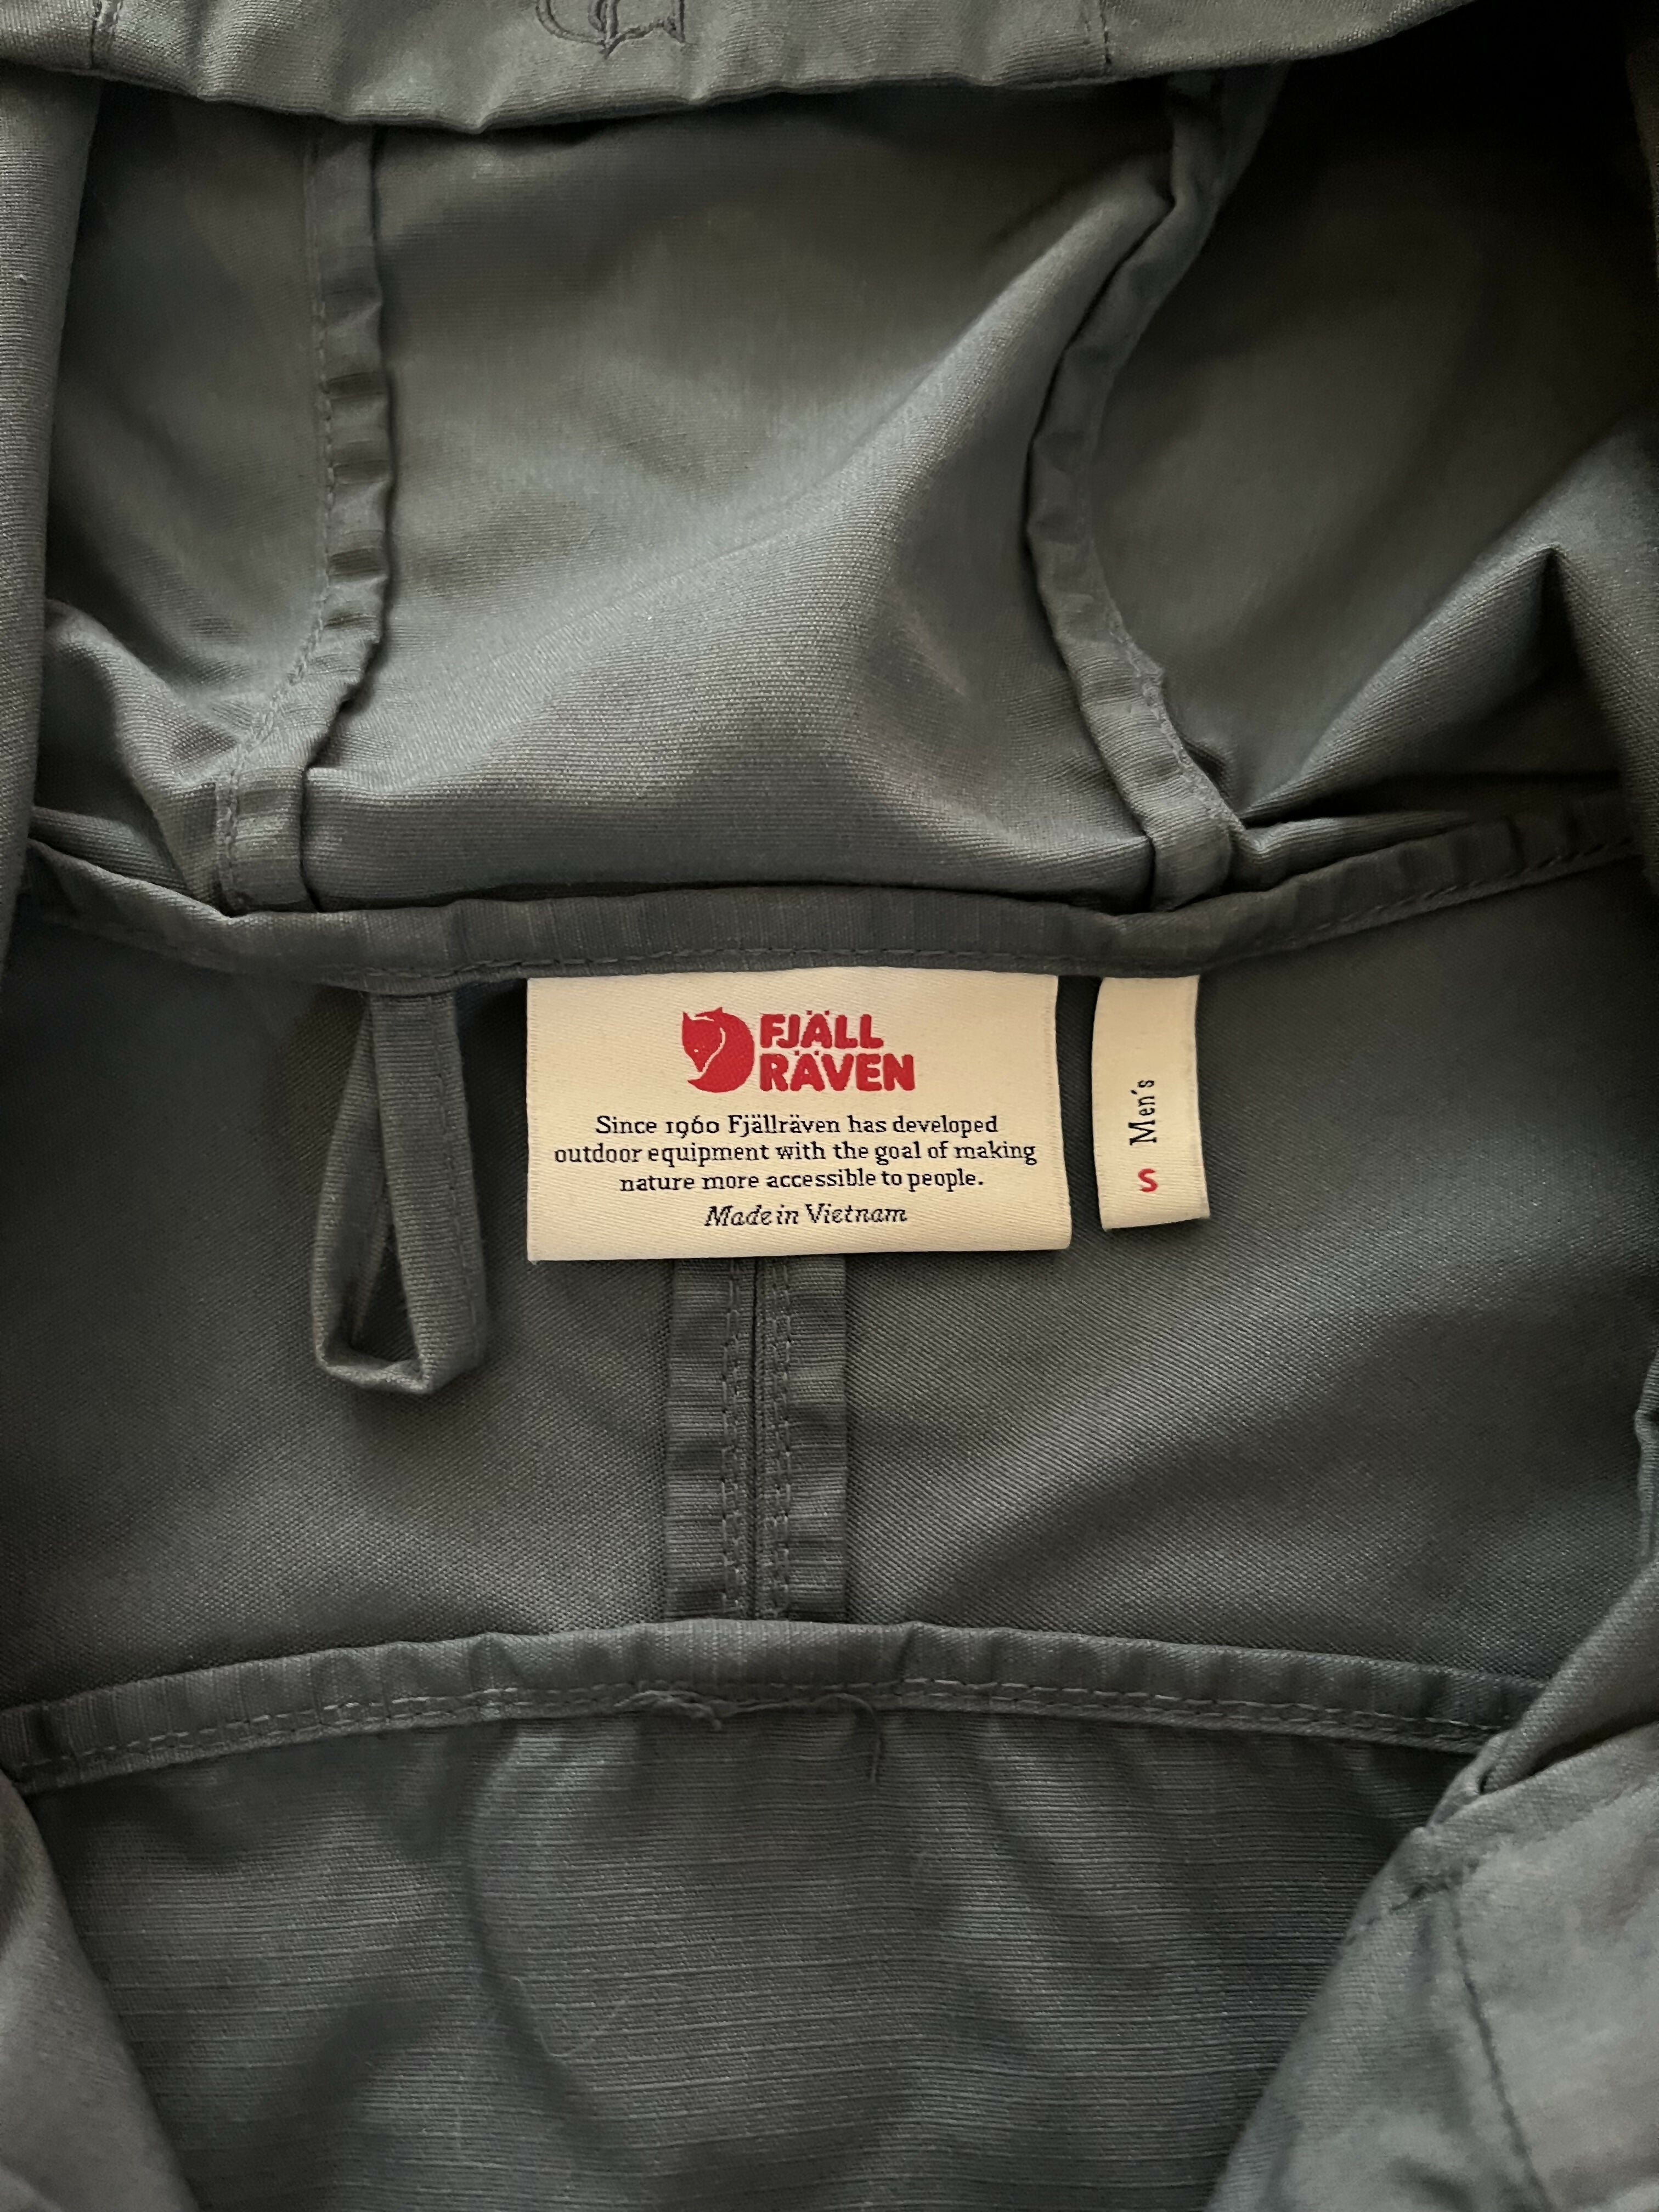 FJÄLL
RÄVEN
Since 1960 Fjällräven has developed
outdoor equipment with the goal of making
nature more accessible to people.
Made in Vietnam
Men's
S